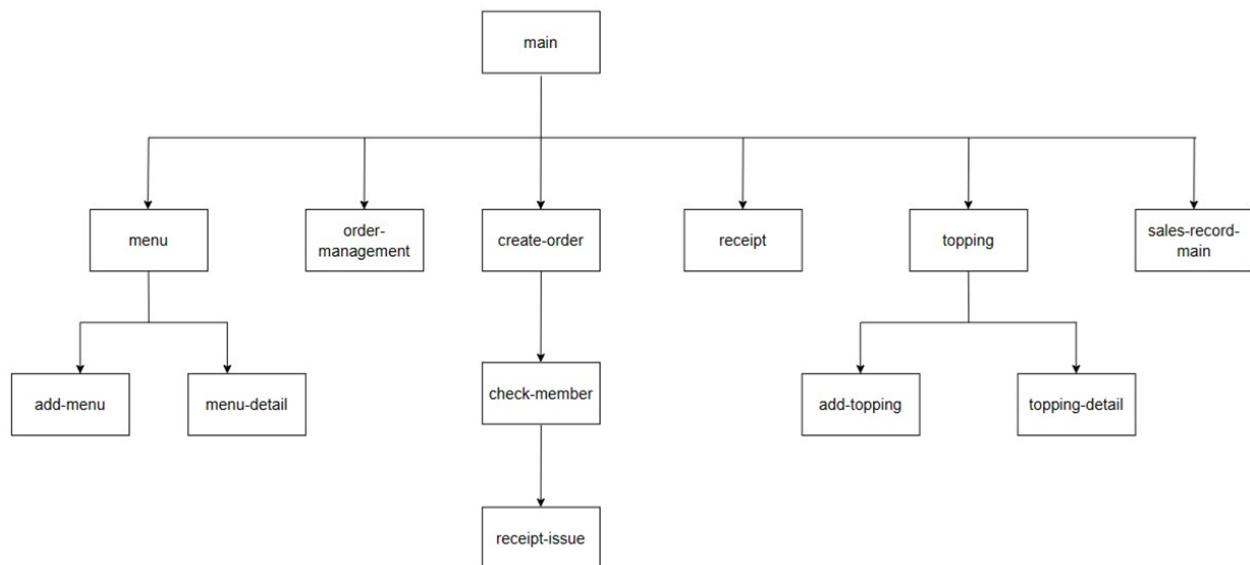 main
menu
order-
management
create-order
receipt
topping
sales-record-
main
add-menu
menu-detail
check-member
add-topping
topping-detail
receipt-issue